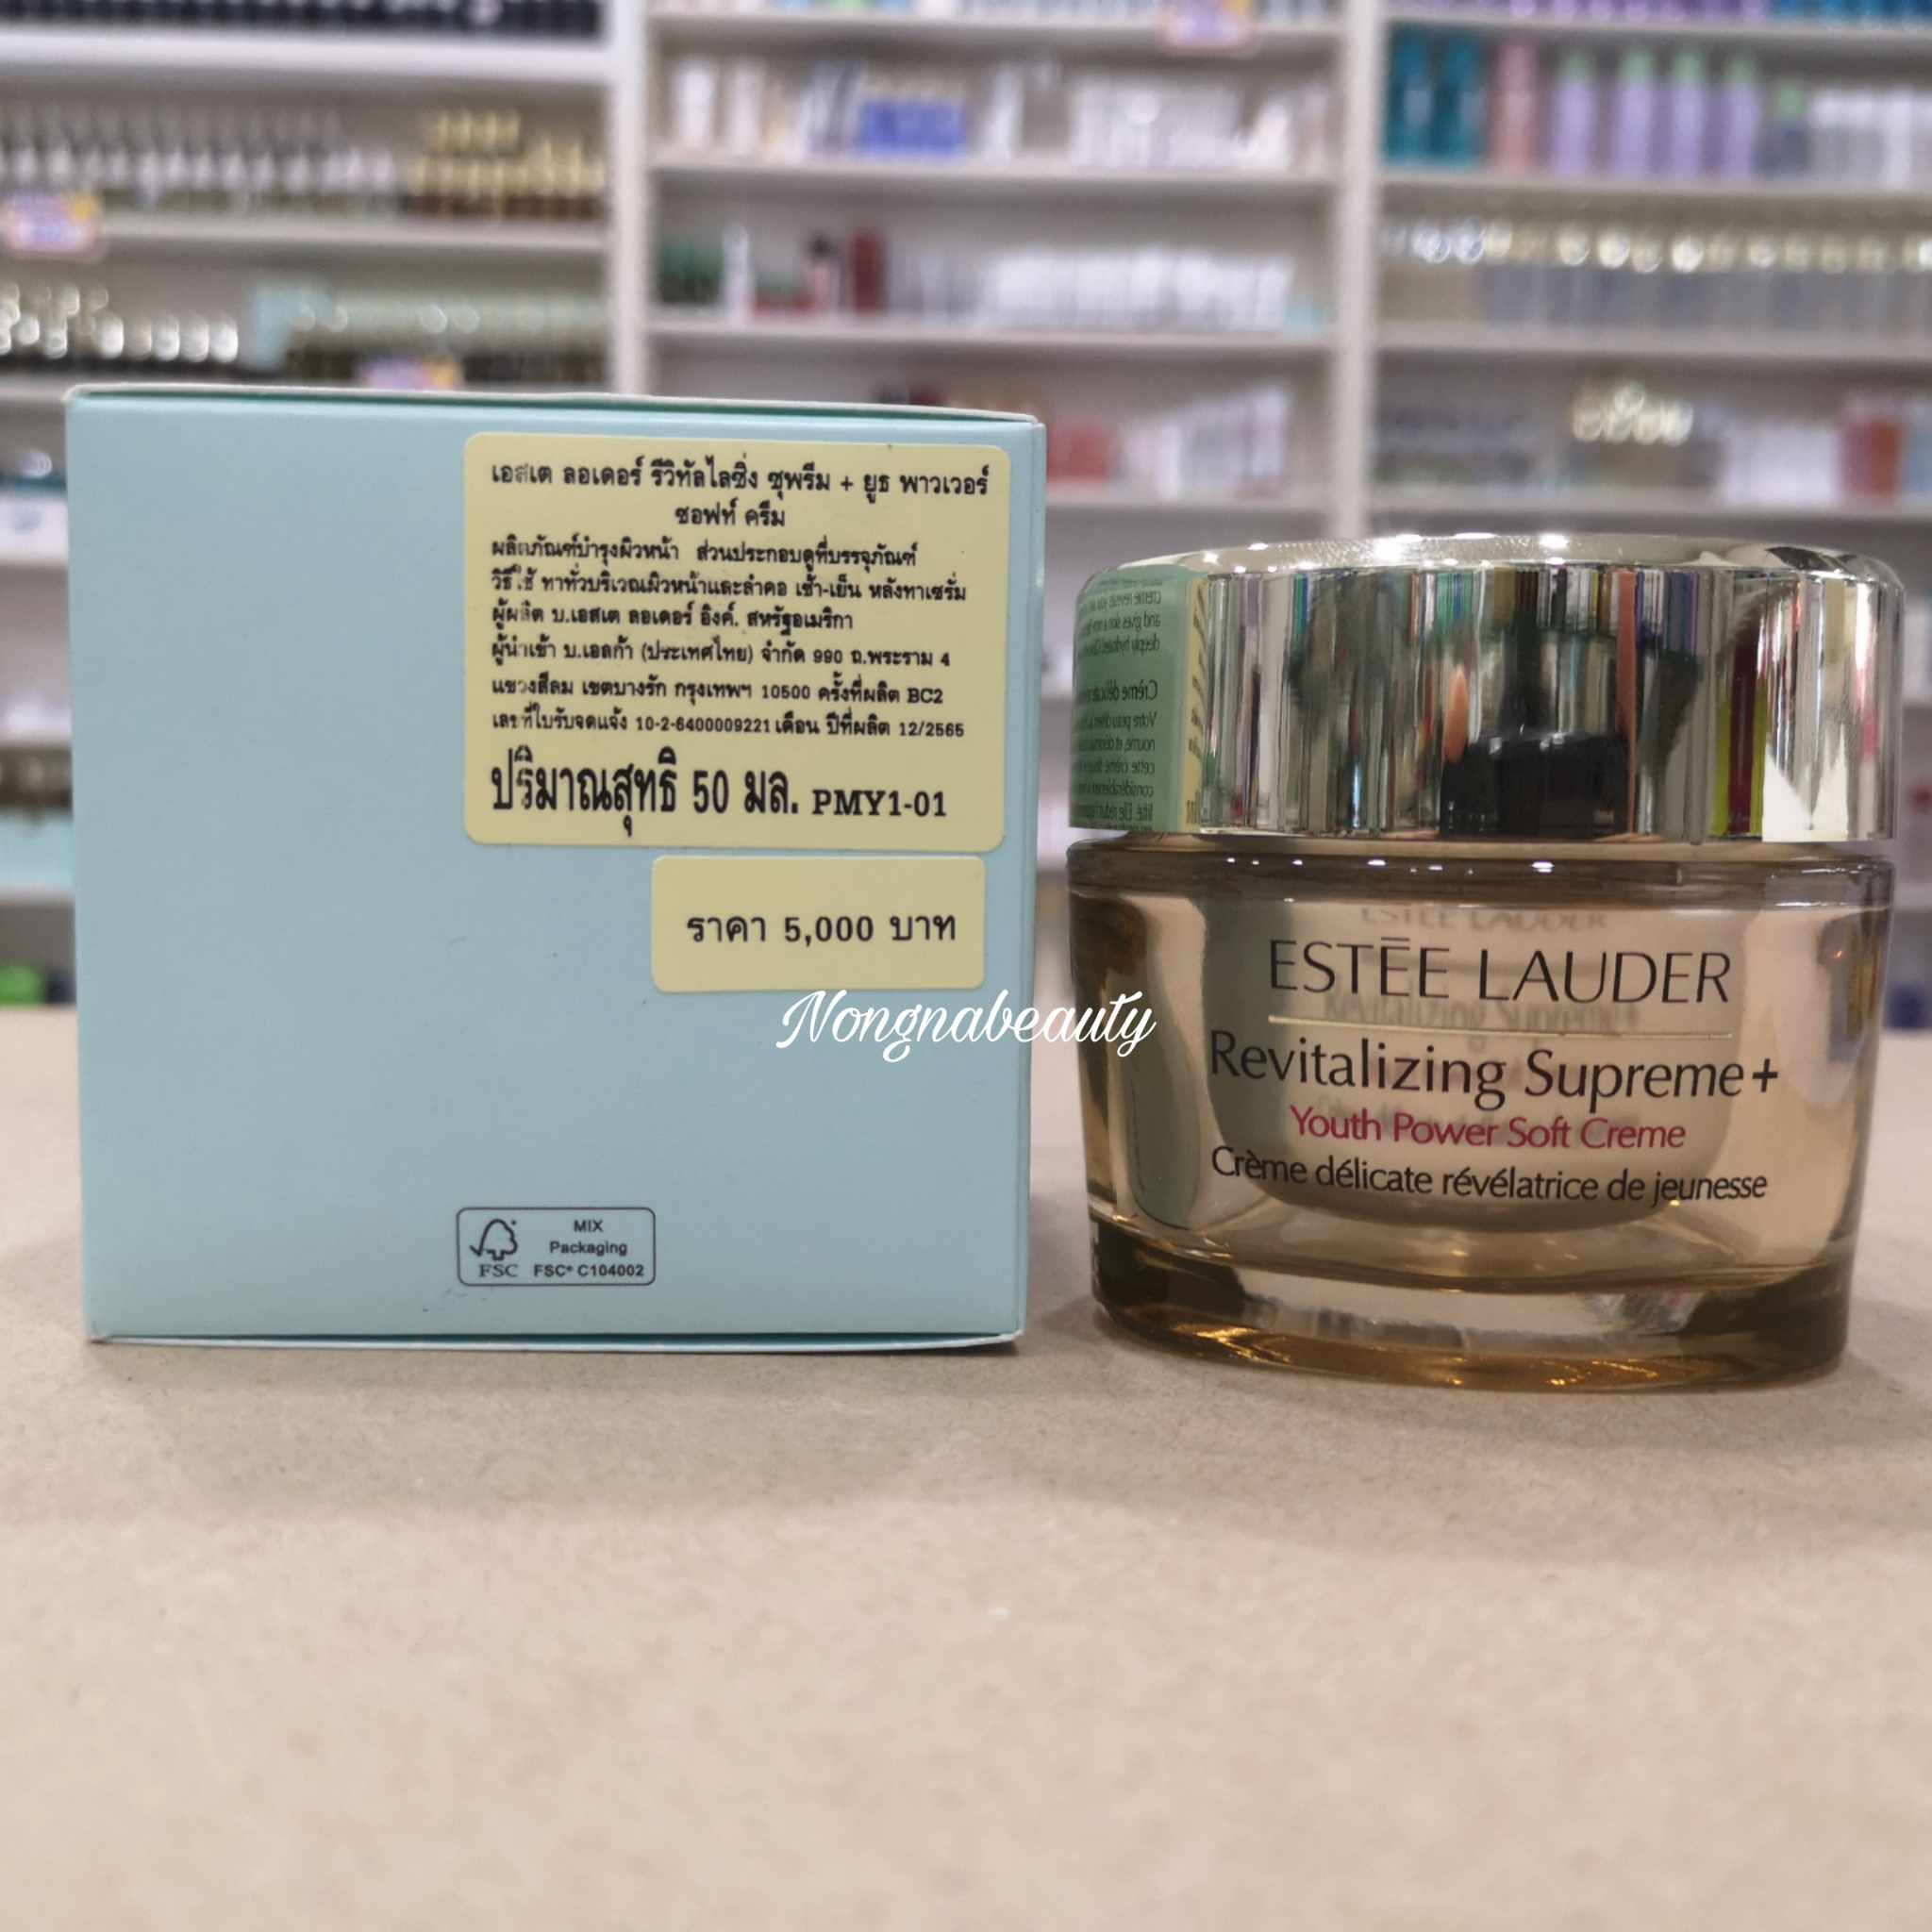 เอสเต ลอเดอร์ รีวิทัลไลซิ่ง ซุพรีม + ยูธ พาวเวอร์
ซอฟท์ ครีม
ผลิตภัณฑ์บำรุงผิวหน้า ส่วนประกอบดูที่บรรจุภัณฑ์
วิธีใช้ ทาทั่วบริเวณผิวหน้าและลำคอ เช้า-เย็น หลังทาเซรั่ม
ผู้ผลิต บ.เอสเต ลอเดอร์ อิงค์. สหรัฐอเมริกา
ผู้นำเข้า บ.เอลก้า (ประเทศไทย) จำกัด 990 ถ.พระราม 4
แขวงสีลม เขตบางรัก กรุงเทพฯ 10500 ครั้งที่ผลิต BC2
เลขที่ใบรับจดแจ้ง 10-2-6400009221 เดือน ปีที่ผลิต 12/2565
ปริมาณสุทธิ 50 มล. PMY1-01
ราคา 5,000 บาท
Nongnabeauty
MIX
Packaging
FSC FSC® C104002
ESTĒE LAUDER
Revitalizing Supreme+
Youth Power Soft Creme
Crème délicate révélatrice de jeunesse